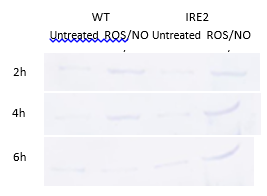 WT IRE2
Untreated ROS/NO Untreated ROS/NO
2h
4h
6h